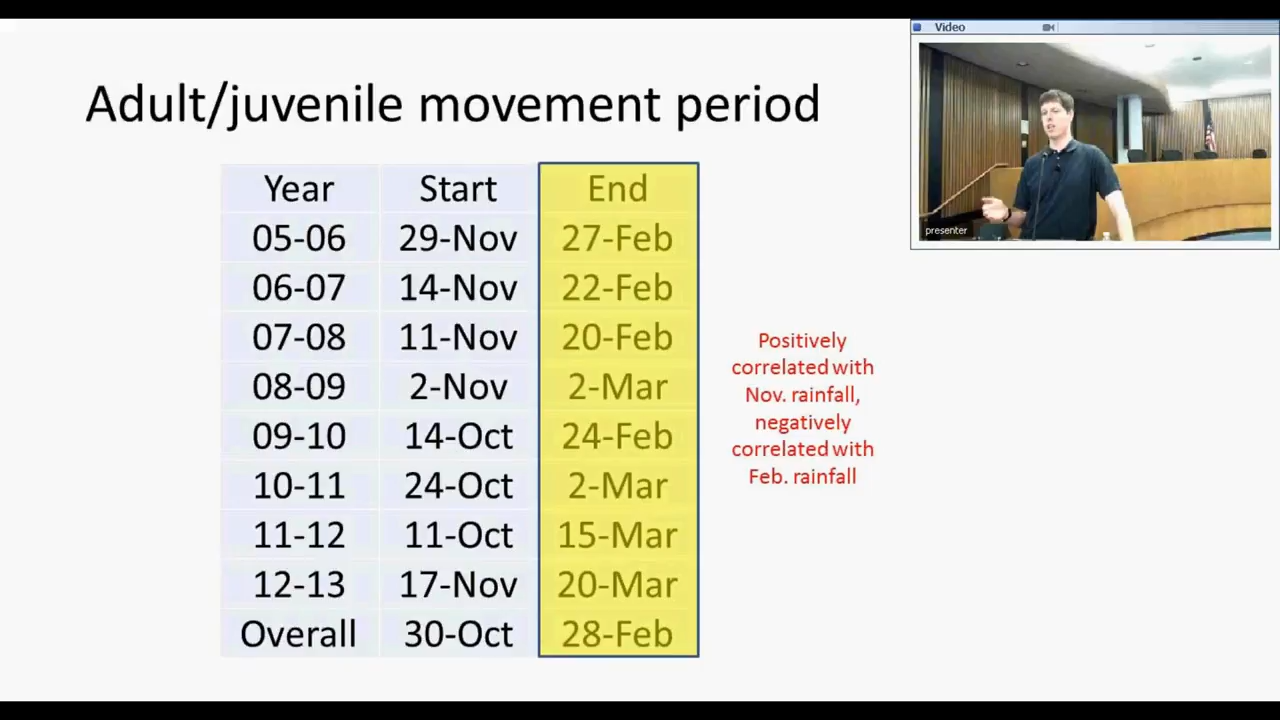 Adult/juvenile movement period
Year Start End
05-06 29-Nov 27-Feb
06-07 14-Nov 22-Feb
07-08 11-Nov 20-Feb
08-09 2-Nov 2-Mar
09-10 14-Oct 24-Feb
10-11 24-Oct 2-Mar
11-12 11-Oct 15-Mar
12-13 17-Nov 20-Mar
Overall 30-Oct 28-Feb
Positively
correlated with
Nov. rainfall,
negatively
correlated with
Feb. rainfall
Video
presenter